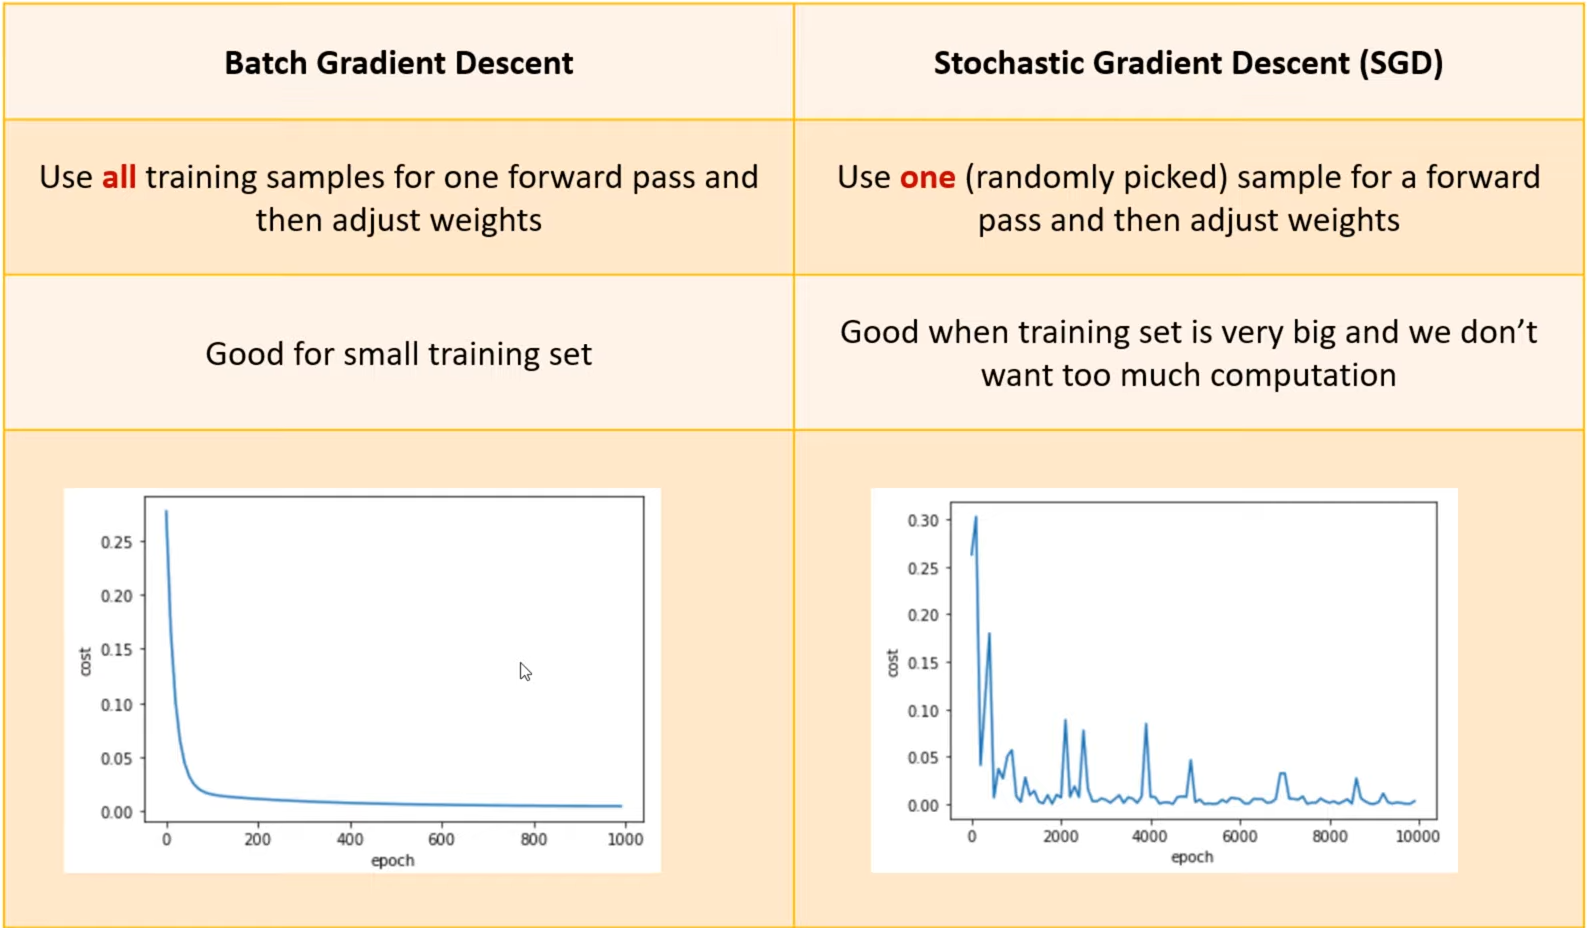 Batch Gradient Descent
Stochastic Gradient Descent (SGD)
Use all training samples for one forward pass and
then adjust weights
Use one (randomly picked) sample for a forward
pass and then adjust weights
Good for small training set
Good when training set is very big and we don’t
want too much computation
0.25
0.20
0.15
0.10
0.05
0.00
cost
0 200 400 600 800 1000
epoch
0.30
0.25
0.20
0.15
0.10
0.05
0.00
cost
0 2000 4000 6000 8000 10000
epoch